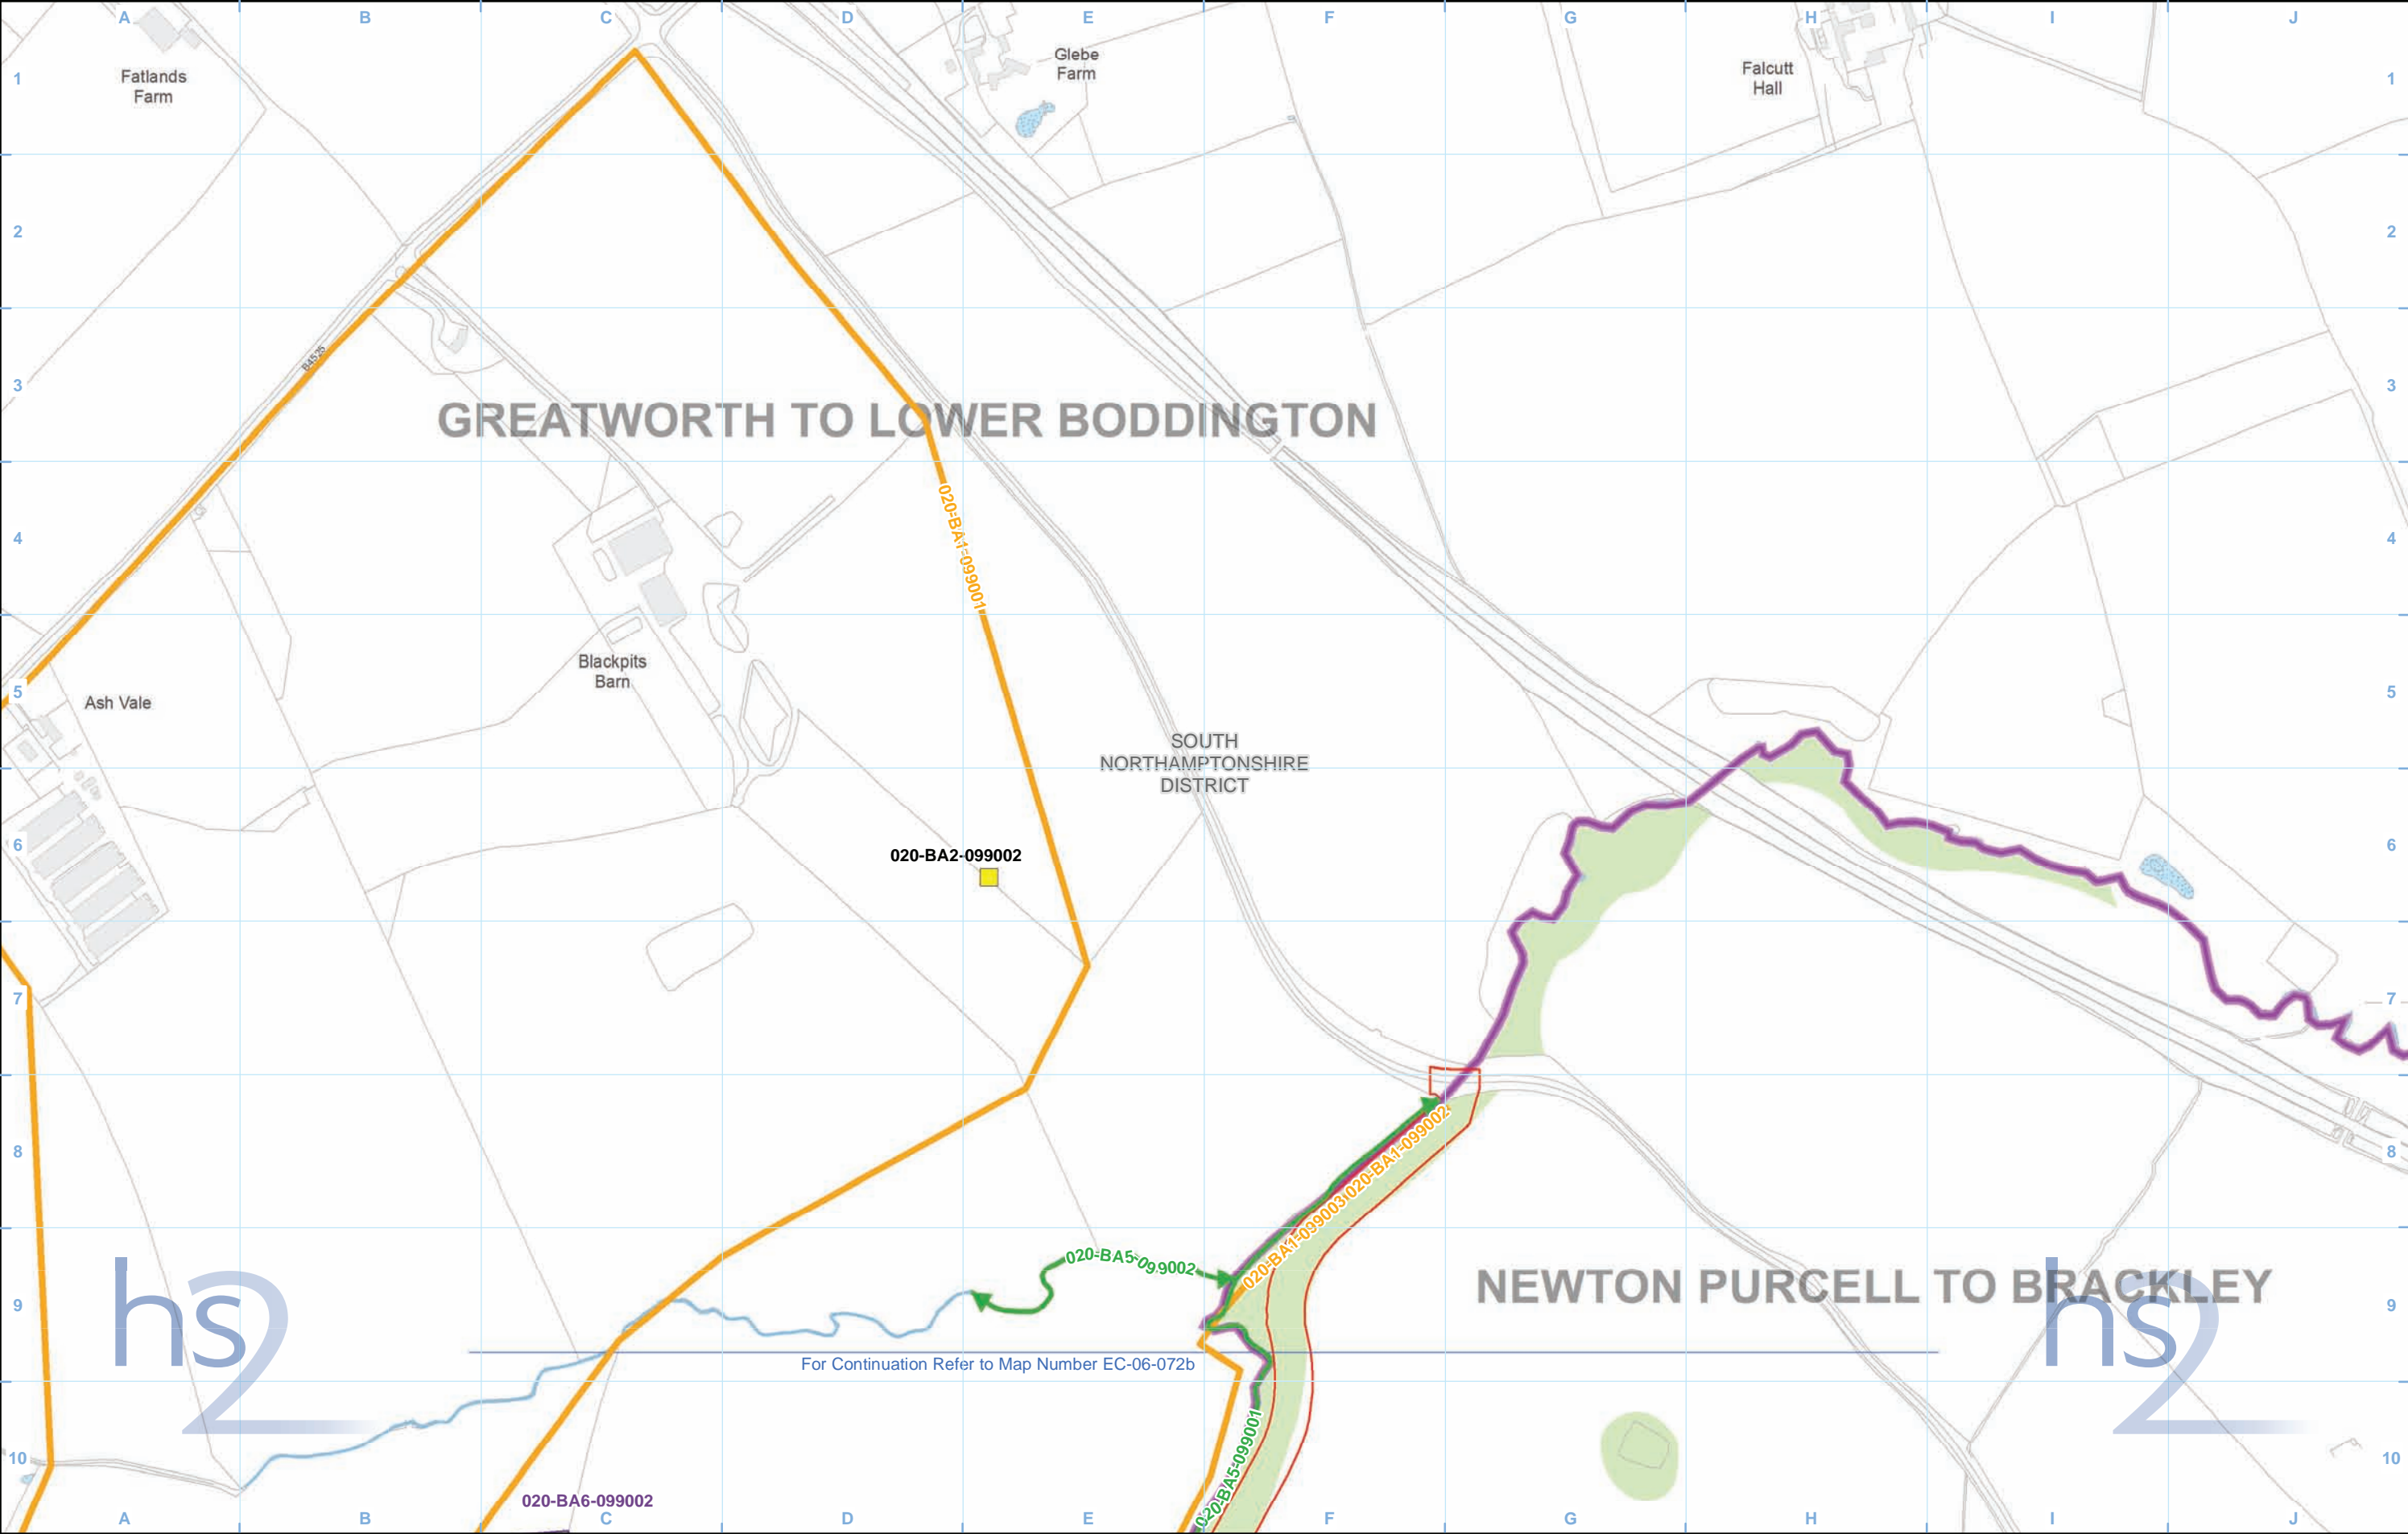 A B C D E F G H I J
1 1
Glebe
Farm
Fatlands
Farm
Falcutt
Hall
2 2
B4525
3 3
GREATWORTH TO LOWER BODDINGTON
020-BA1-099001
4 4
Blackpits
Barn
5 5
Ash Vale
SOUTH
NORTHAMPTONSHIRE
DISTRICT
6 6
020-BA2-099002
7 7
8 8
020-BA1-099002
020-BA1-099003
020-BA5-099002
NEWTON PURCELL TO BRACKLEY
9 9
hs2
hs2
For Continuation Refer to Map Number EC-06-072b
10 10
020-BA5-099001
020-BA6-099002
A B C D E F G H I J